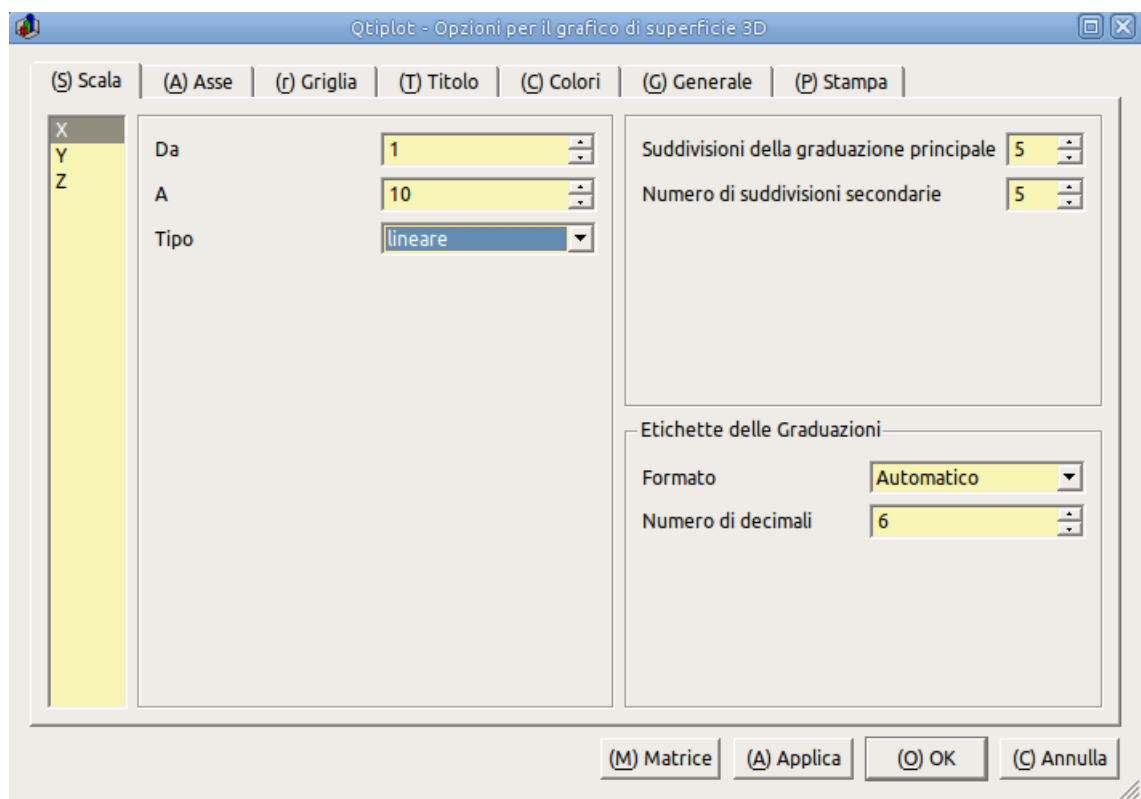 Qtiplot - Opzioni per il grafico di superficie 3D
(S) Scala (A) Asse (r) Griglia (T) Titolo (C) Colori (G) Generale (P) Stampa
X
Y
Z
Da 1
A 10
Tipo lineare
Suddivisioni della graduazione principale 5
Numero di suddivisioni secondarie 5
Etichette delle Graduazioni
Formato Automatico
Numero di decimali 6
(M) Matrice (A) Applica (O) OK (C) Annulla